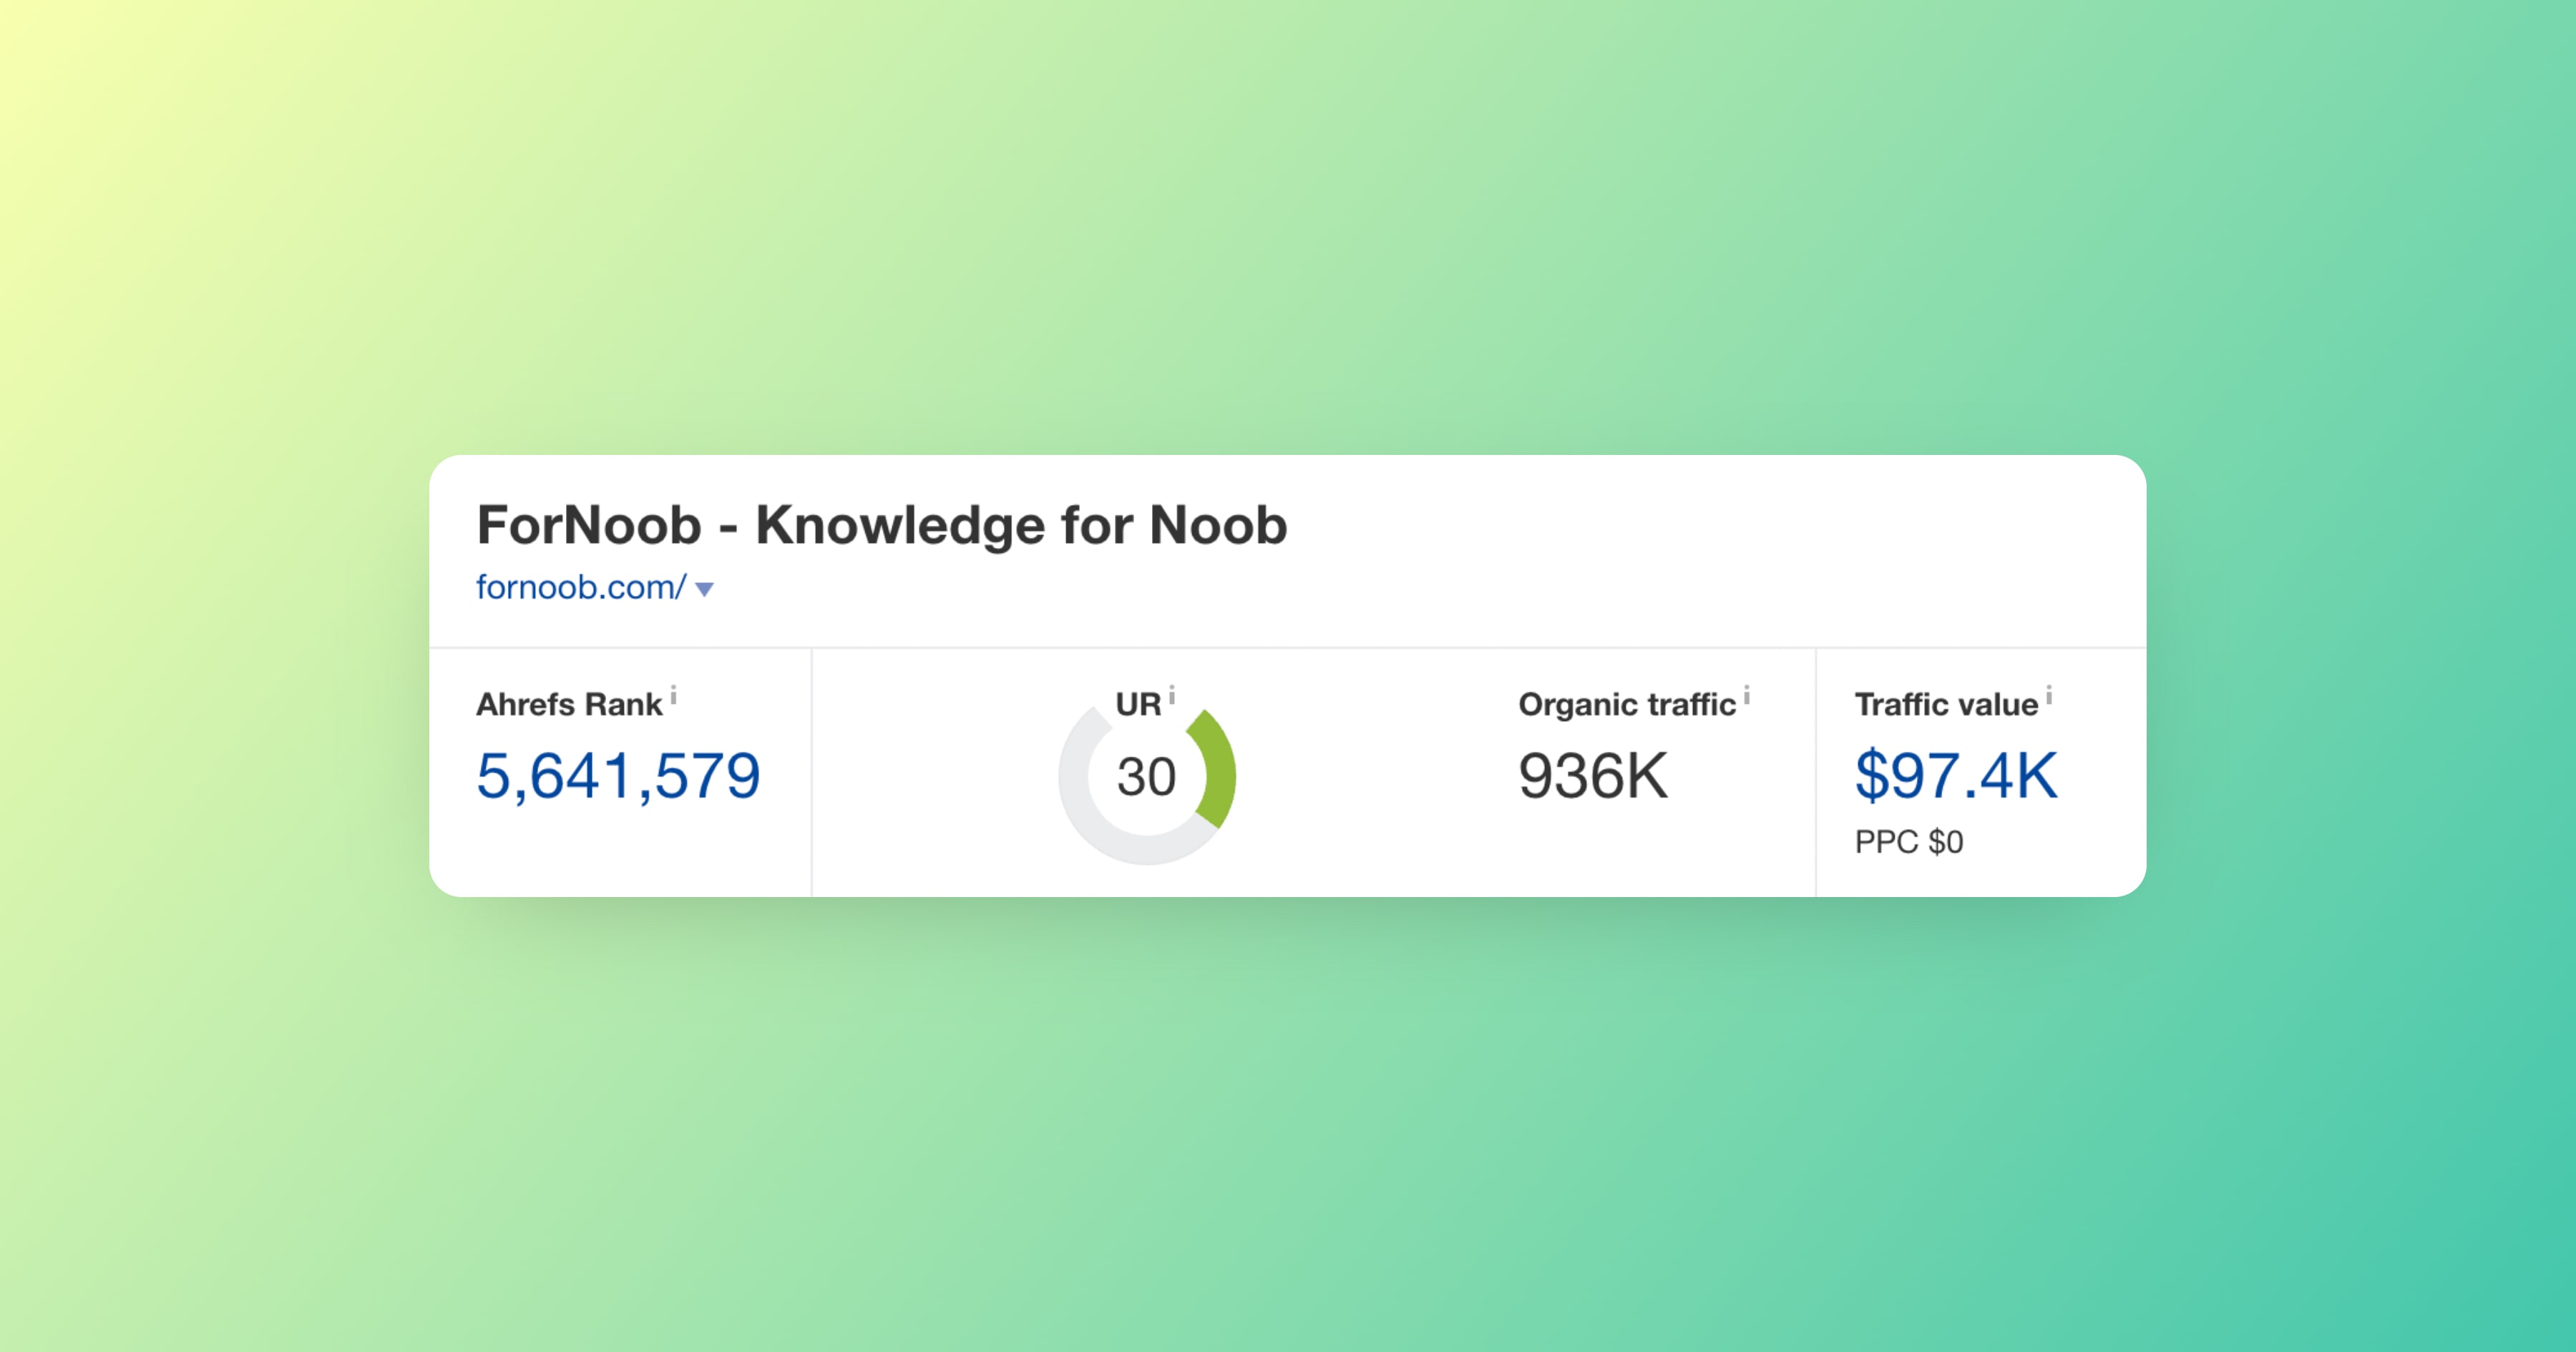 ForNoob - Knowledge for Noob
fornoob.com/
Ahrefs Rank i
5,641,579
UR i
30
Organic traffic i
936K
Traffic value i
$97.4K
PPC $0